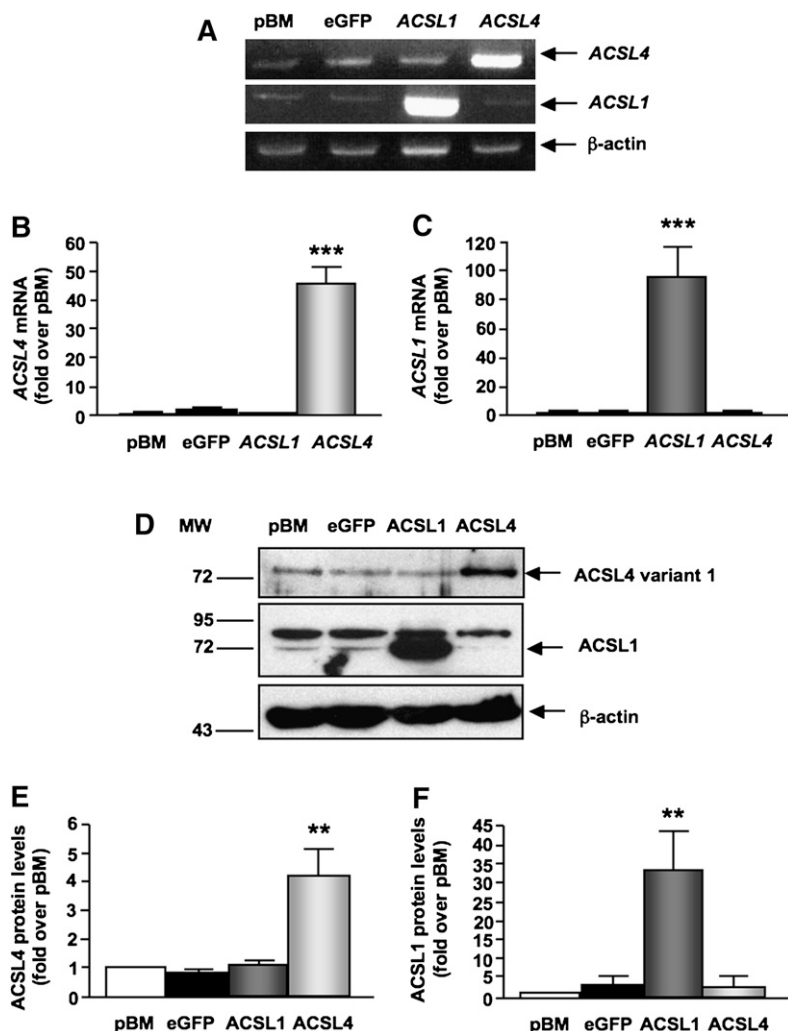 A
pBM eGFP ACSL1 ACSL4
ACSL4
ACSL1
β-actin
B
ACSL4 mRNA
(fold over pBM)
60
50
40
30
20
10
0
***
pBM eGFP ACSL1 ACSL4
C
ACSL1 mRNA
(fold over pBM)
120
100
80
60
40
20
0
***
pBM eGFP ACSL1 ACSL4
D
MW pBM eGFP ACSL1 ACSL4
72
ACSL4 variant 1
95
72
ACSL1
43
β-actin
E
ACSL4 protein levels
(fold over pBM)
6
5
4
3
2
1
0
**
pBM eGFP ACSL1 ACSL4
F
ACSL1 protein levels
(fold over pBM)
45
40
35
30
25
20
15
10
5
0
**
pBM eGFP ACSL1 ACSL4